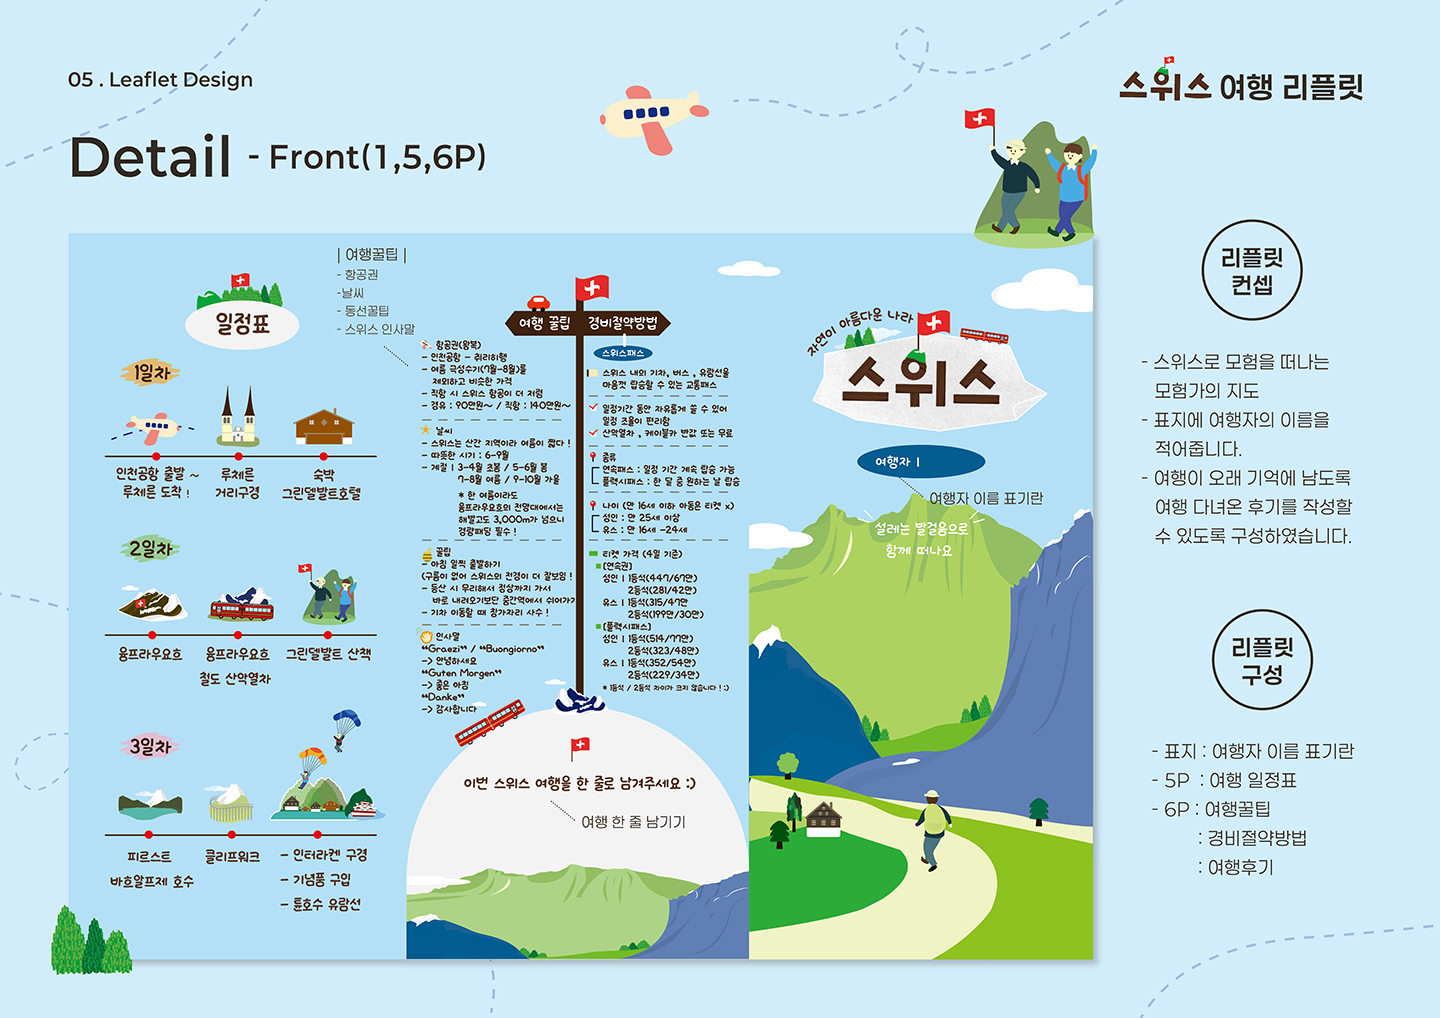 05 . Leaflet Design
Detail - Front(1,5,6P)
스위스 여행 리플릿
일정표
1일차
인천공항 출발 ~
루체른 도착 !
루체른
거리구경
숙박
그린델발트호텔
2일차
융프라우요흐
융프라우요흐
철도 산악열차
그린델발트 산책
3일차
피르스트
바흐알프제 호수
클리프워크
- 인터라켄 구경
- 기념품 구입
- 튠호수 유람선
| 여행꿀팁 |
- 항공권
-날씨
- 동선꿀팁
- 스위스 인사말
여행 꿀팁
항공권(왕복)
- 인천공항 - 취리히행
- 여름 극성수기(7월-8월)를
제외하고 비슷한 가격
- 직항 시 스위스 항공이 더 저렴
- 경유 : 90만원~ / 직항 : 140만원~
날씨
- 스위스는 산간 지역이라 여름이 짧다 !
- 따뜻한 시기 : 6-9월
- 계절 | 3-4월 초봄 / 5-6월 봄
7-8월 여름 / 9-10월 가을
* 한 여름이라도
융프라우요흐의 전망대에서는
해발고도 3,000m가 넘으니
경량패딩 필수 !
꿀팁
- 아침 일찍 출발하기
(구름이 없어 스위스의 전경이 더 잘보임 !
- 등산 시 무리해서 정상까지 가서
바로 내려오기보단 중간역에서 쉬어가기
- 기차 이동할 때 창가자리 사수 !
인사말
"Graezi" / "Buongiorno"
-> 안녕하세요
"Guten Morgen"
-> 좋은 아침
"Danke"
-> 감사합니다
경비절약방법
스위스패스
스위스 내의 기차, 버스 , 유람선을
마음껏 탑승할 수 있는 교통패스
일정기간 동안 자유롭게 쓸 수 있어
일정 조율이 편리함
산악열차 , 케이블카 반값 또는 무료
종류
연속패스 : 일정 기간 계속 탑승 가능
플렉시패스 : 한 달 중 원하는 날 탑승
나이 (만 16세 이하 아동은 티켓 x)
성인 : 만 25세 이상
유스 : 만 16세 -24세
티켓 가격 (4일 기준)
[연속권]
성인 | 1등석(447/67만)
2등석(281/42만)
유스 | 1등석(315/47만
2등석(199만/30만)
[플렉시패스]
성인 | 1등석(514/77만)
2등석(323/48만)
유스 | 1등석(352/54만)
2등석(229/34만)
* 1등석 / 2등석 차이가 크지 않습니다 ! :)
이번 스위스 여행을 한 줄로 남겨주세요 :)
여행 한 줄 남기기
자연이 아름다운 나라
스위스
여행자 |
여행자 이름 표기란
설레는 발걸음으로
함께 떠나요
리플릿
컨셉
- 스위스로 모험을 떠나는
모험가의 지도
- 표지에 여행자의 이름을
적어줍니다.
- 여행이 오래 기억에 남도록
여행 다녀온 후기를 작성할
수 있도록 구성하였습니다.
리플릿
구성
- 표지 : 여행자 이름 표기란
- 5P : 여행 일정표
- 6P : 여행꿀팁
: 경비절약방법
: 여행후기